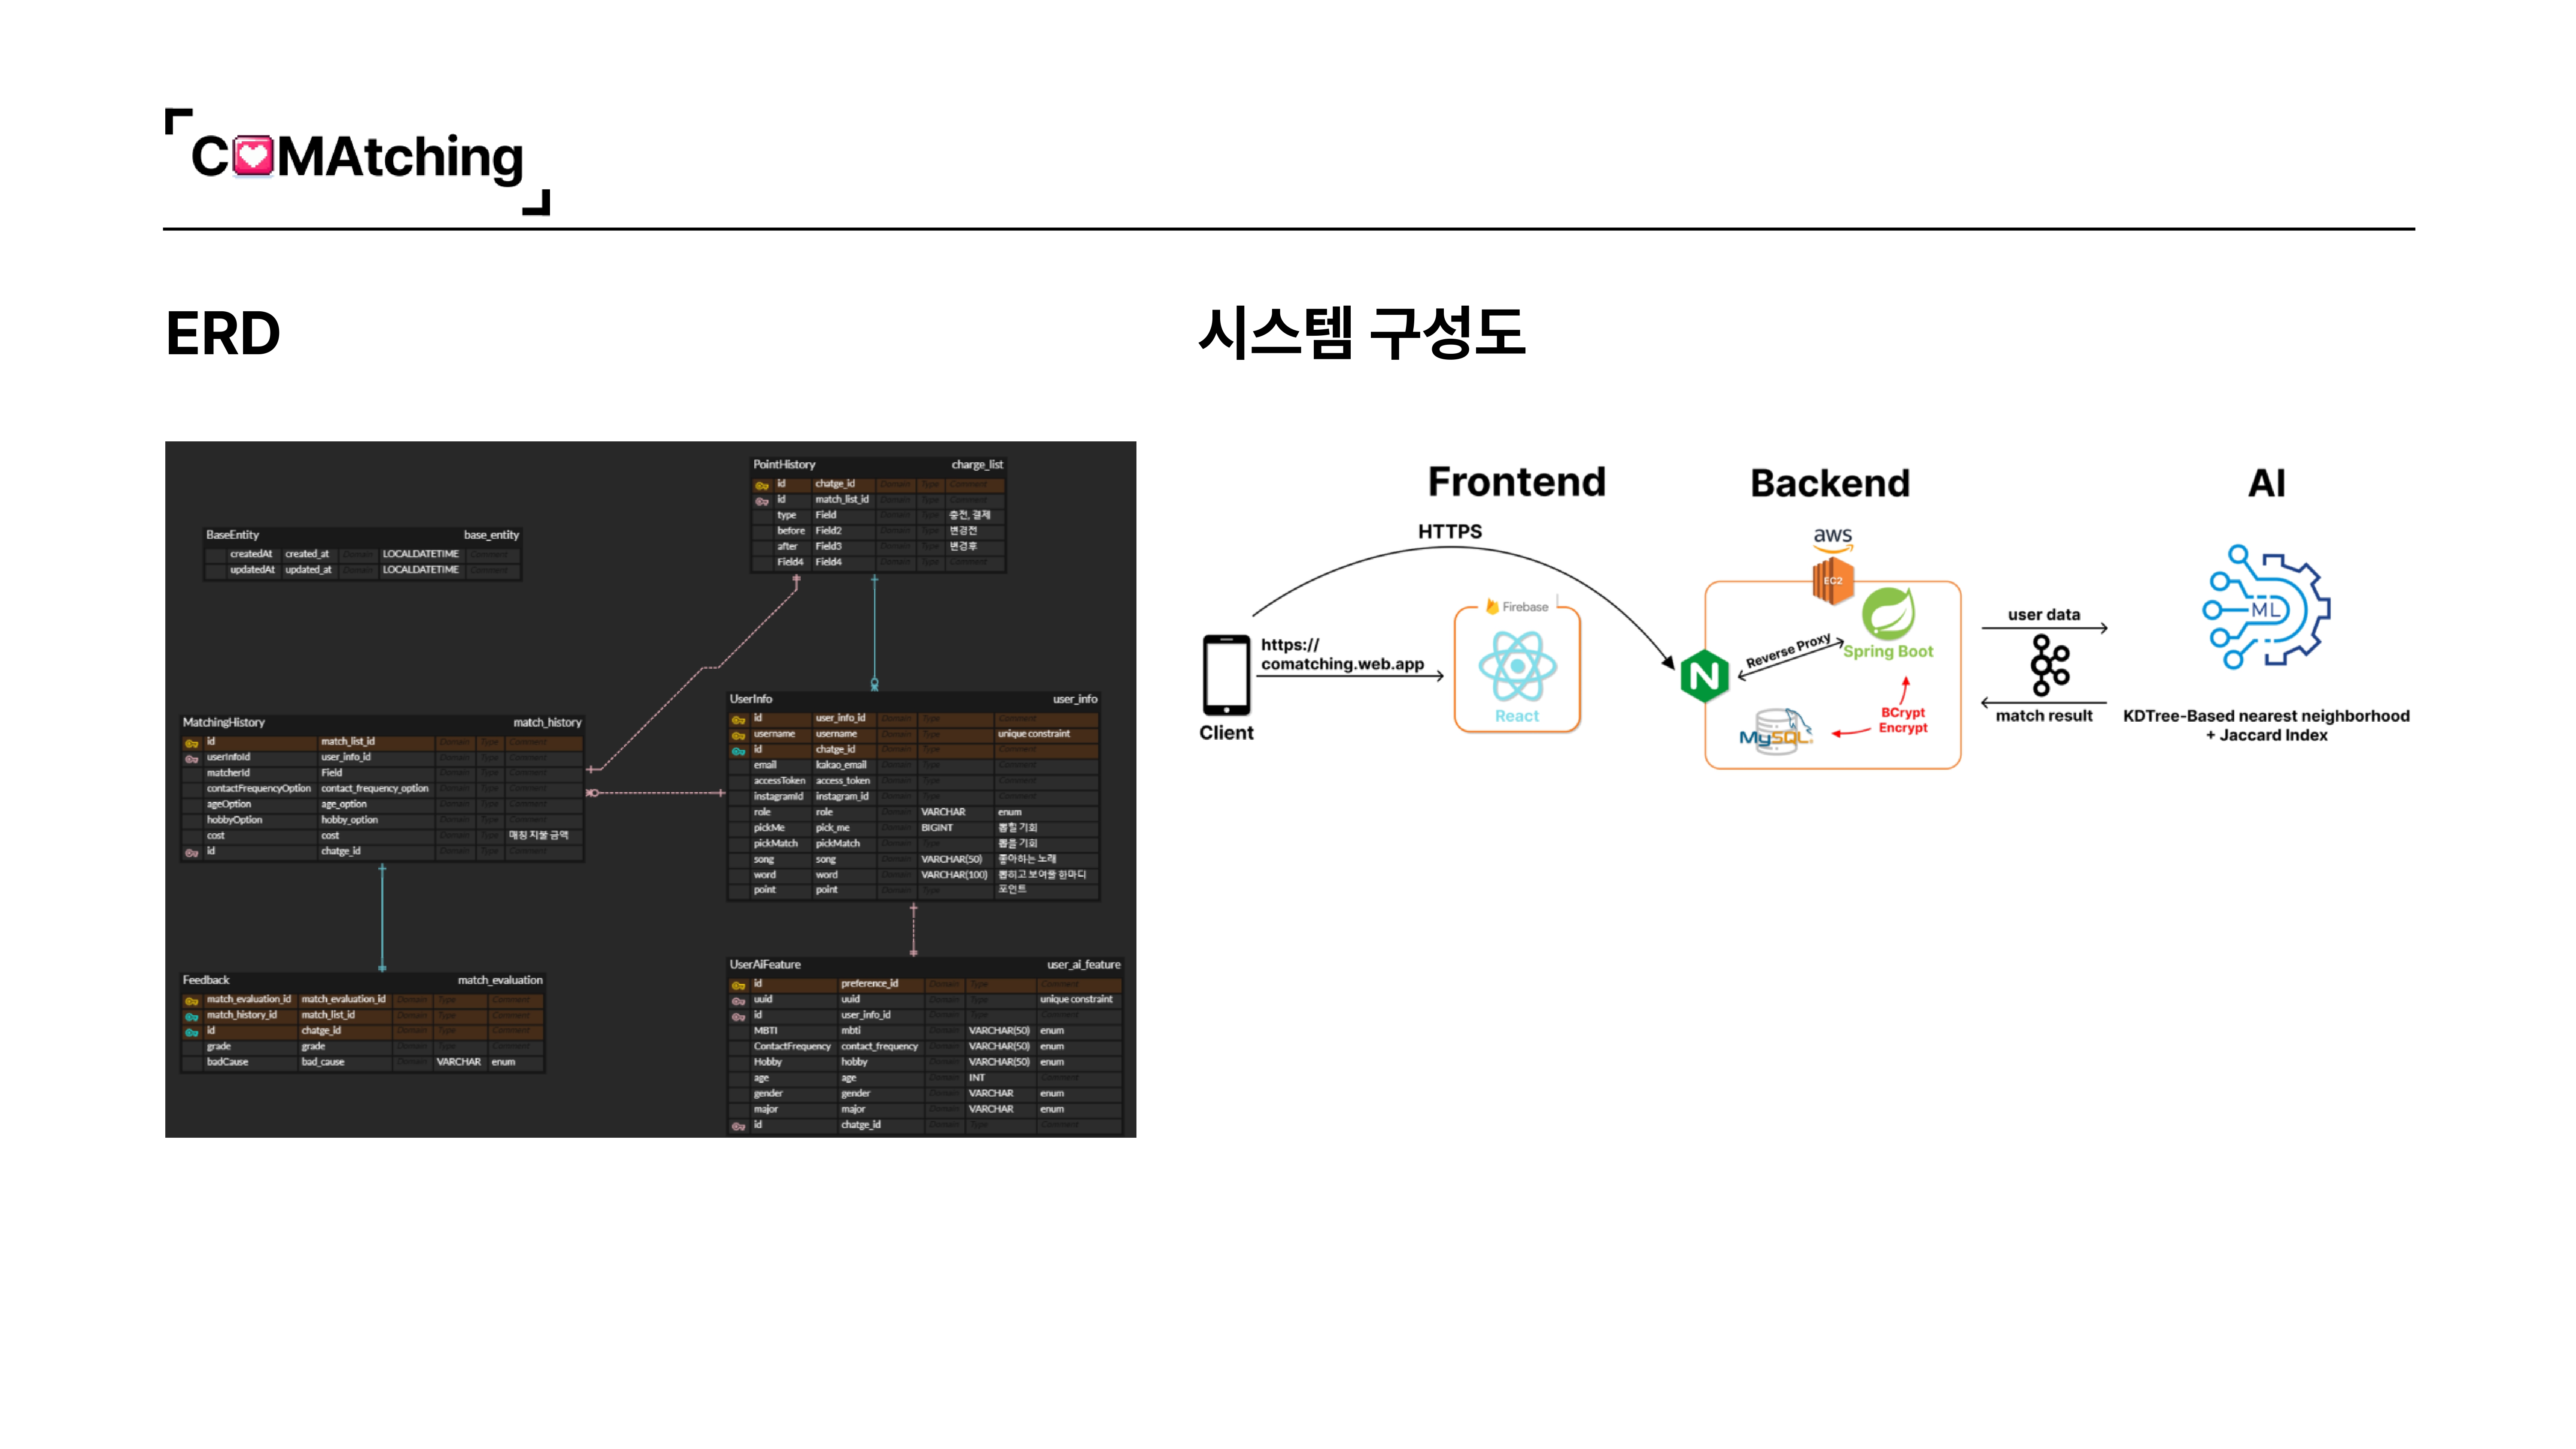 COMAtching
ERD
시스템 구성도
PointHistory charge_list
id chatge_id Domain Type Comment
id match_list_id Domain Type Comment
type Field Domain Type 충전, 결제
before Field2 Domain Type 변경전
after Field3 Domain Type 변경후
Field4 Field4 Domain Type Comment
BaseEntity base_entity
createdAt created_at Domain LOCALDATETIME Comment
updatedAt updated_at Domain LOCALDATETIME Comment
UserInfo user_info
id user_info_id Domain Type Comment
username username Domain Type unique constraint
id chatge_id Domain Type Comment
email kakao_email Domain Type Comment
accessToken access_token Domain Type Comment
instagramId instagram_id Domain Type Comment
role role Domain VARCHAR enum
pickMe pick_me Domain BIGINT 뽑힐 기회
pickMatch pickMatch Domain Type 뽑을 기회
song song Domain VARCHAR(50) 좋아하는 노래
word word Domain VARCHAR(100) 뽑히고 보여줄 한마디
point point Domain Type 포인트
MatchingHistory match_history
id match_list_id Domain Type Comment
userInfoId user_info_id Domain Type Comment
matcherId Field Domain Type Comment
contactFrequencyOption contact_frequency_option Domain Type Comment
ageOption age_option Domain Type Comment
hobbyOption hobby_option Domain Type Comment
cost cost Domain Type 매칭 지불 금액
id chatge_id Domain Type Comment
Feedback match_evaluation
match_evaluation_id match_evaluation_id Domain Type Comment
match_history_id match_list_id Domain Type Comment
id chatge_id Domain Type Comment
grade grade Domain Type Comment
badCause bad_cause Domain VARCHAR enum
UserAiFeature user_ai_feature
id preference_id Domain Type Comment
uuid uuid Domain Type unique constraint
id user_info_id Domain Type Comment
MBTI mbti Domain VARCHAR(50) enum
ContactFrequency contact_frequency Domain VARCHAR(50) enum
Hobby hobby Domain VARCHAR(50) enum
age age Domain INT Comment
gender gender Domain VARCHAR enum
major major Domain VARCHAR enum
id chatge_id Domain Type Comment
Frontend
Backend
AI
HTTPS
aws
EC2
Firebase
https://
comatching.web.app
React
Client
N
Reverse Proxy
Spring Boot
BCrypt
Encrypt
MySQL
user data
match result
ML
KDTree-Based nearest neighborhood
+ Jaccard Index